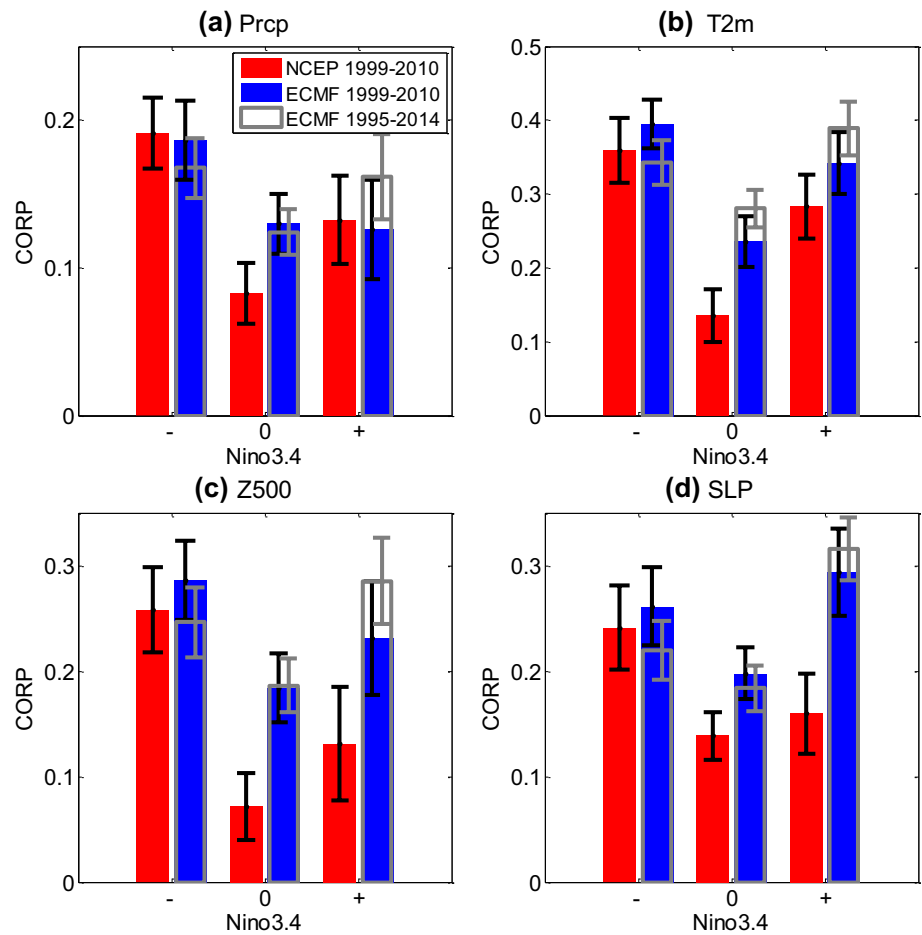 (a) Prcp
0.2
0.1
0
CORP
- 0 +
Nino3.4
NCEP 1999-2010
ECMF 1999-2010
ECMF 1995-2014
(b) T2m
0.5
0.4
0.3
0.2
0.1
0
CORP
- 0 +
Nino3.4
(c) Z500
0.3
0.2
0.1
0
CORP
- 0 +
Nino3.4
(d) SLP
0.3
0.2
0.1
0
CORP
- 0 +
Nino3.4